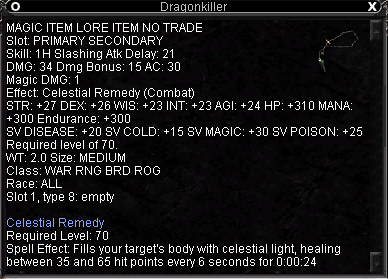 Dragonkiller
MAGIC ITEM LORE ITEM NO TRADE
Slot: PRIMARY SECONDARY
Skill: 1H Slashing Atk Delay: 21
DMG: 34 Dmg Bonus: 15 AC: 30
Magic DMG: 1
Effect: Celestial Remedy (Combat)
STR: +27 DEX: +26 WIS: +23 INT: +23 AGI: +24 HP: +310 MANA:
+300 Endurance: +300
SV DISEASE: +20 SV COLD: +15 SV MAGIC: +30 SV POISON: +25
Required level of 70.
WT: 2.0 Size: MEDIUM
Class: WAR RNG BRD ROG
Race: ALL
Slot 1, type 8: empty
Celestial Remedy
Required Level: 70
Spell Effect: Fills your target's body with celestial light, healing
between 35 and 65 hit points every 6 seconds for 0:00:24